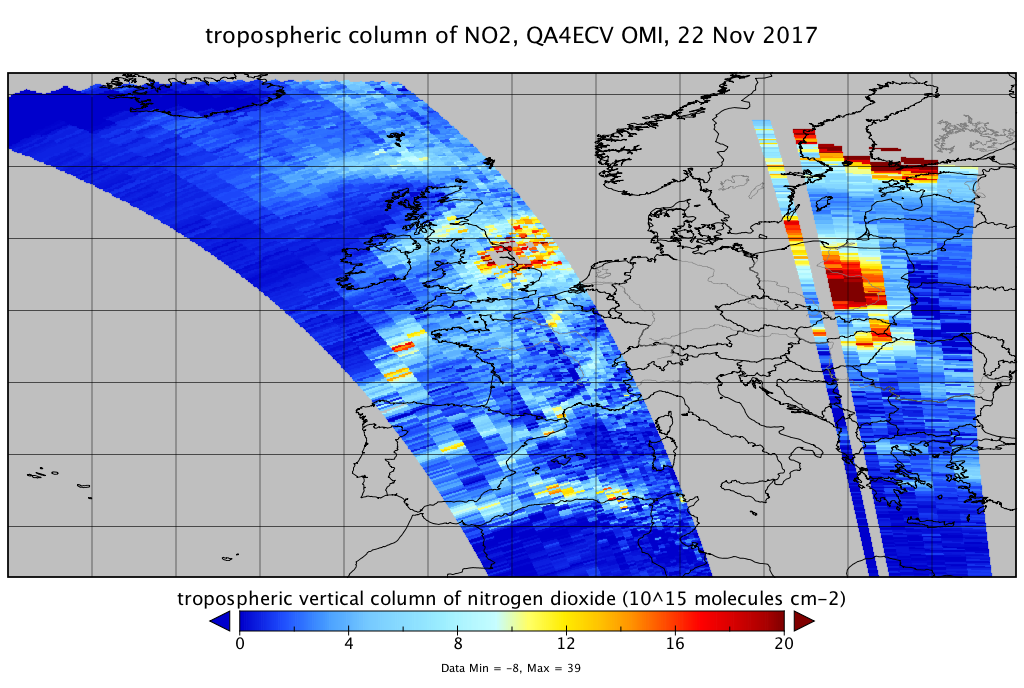 tropospheric column of NO2, QA4ECV OMI, 22 Nov 2017
tropospheric vertical column of nitrogen dioxide (10^15 molecules cm-2)
0 4 8 12 16 20
Data Min = -8, Max = 39